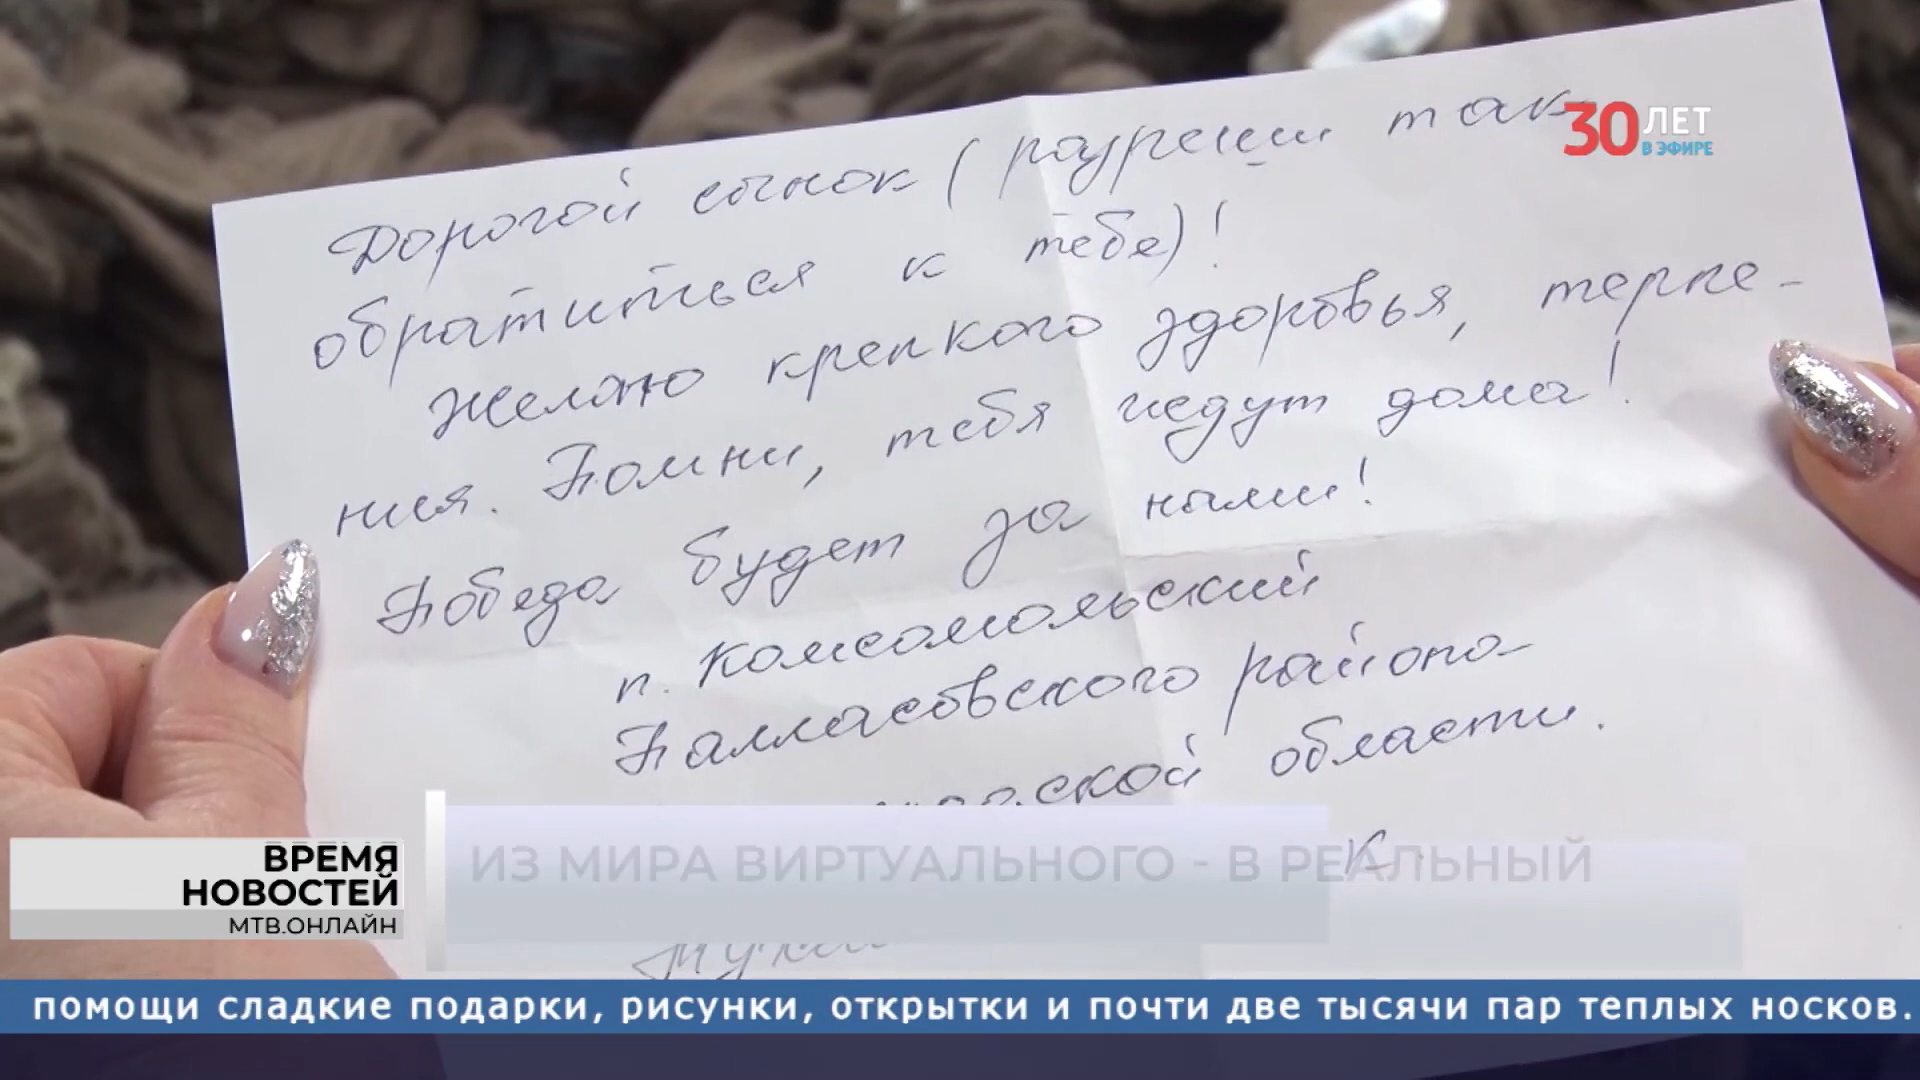 30 ЛЕТ
В ЭФИРЕ
Дорогой сынок (разреши так
обратиться к тебе)!
Желаю крепкого здоровья, терпе-
ния. Помни, тебя ждут дома!
Победа будет за нами!
п. Комсомольский
Палласовского района
ской области.
К.
ВРЕМЯ
НОВОСТЕЙ
МТВ.ОНЛАЙН
ИЗ МИРА ВИРТУАЛЬНОГО - В РЕАЛЬНЫЙ
помощи сладкие подарки, рисунки, открытки и почти две тысячи пар теплых носков.